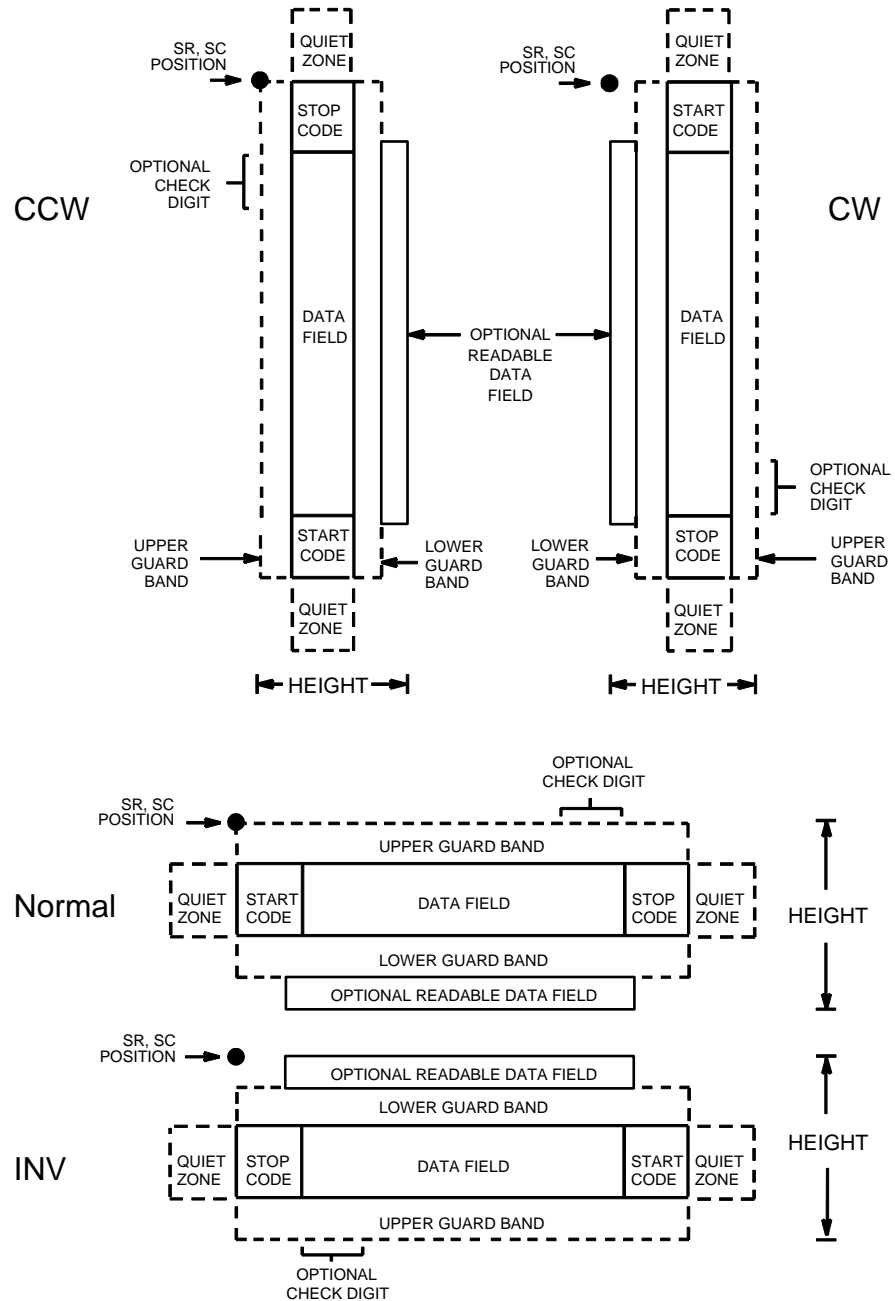 QUIET
ZONE
SR, SC
POSITION
STOP
CODE
OPTIONAL
CHECK
DIGIT
CCW
DATA
FIELD
UPPER
GUARD
BAND
START
CODE
LOWER
GUARD
BAND
QUIET
ZONE
HEIGHT
OPTIONAL
READABLE
DATA
FIELD
QUIET
ZONE
SR, SC
POSITION
START
CODE
CW
DATA
FIELD
OPTIONAL
CHECK
DIGIT
LOWER
GUARD
BAND
STOP
CODE
UPPER
GUARD
BAND
QUIET
ZONE
HEIGHT
OPTIONAL
CHECK DIGIT
SR, SC
POSITION
UPPER GUARD BAND
Normal
QUIET
ZONE
START
CODE
DATA FIELD
STOP
CODE
QUIET
ZONE
HEIGHT
LOWER GUARD BAND
OPTIONAL READABLE DATA FIELD
SR, SC
POSITION
OPTIONAL READABLE DATA FIELD
LOWER GUARD BAND
INV
QUIET
ZONE
STOP
CODE
DATA FIELD
START
CODE
QUIET
ZONE
HEIGHT
UPPER GUARD BAND
OPTIONAL
CHECK DIGIT